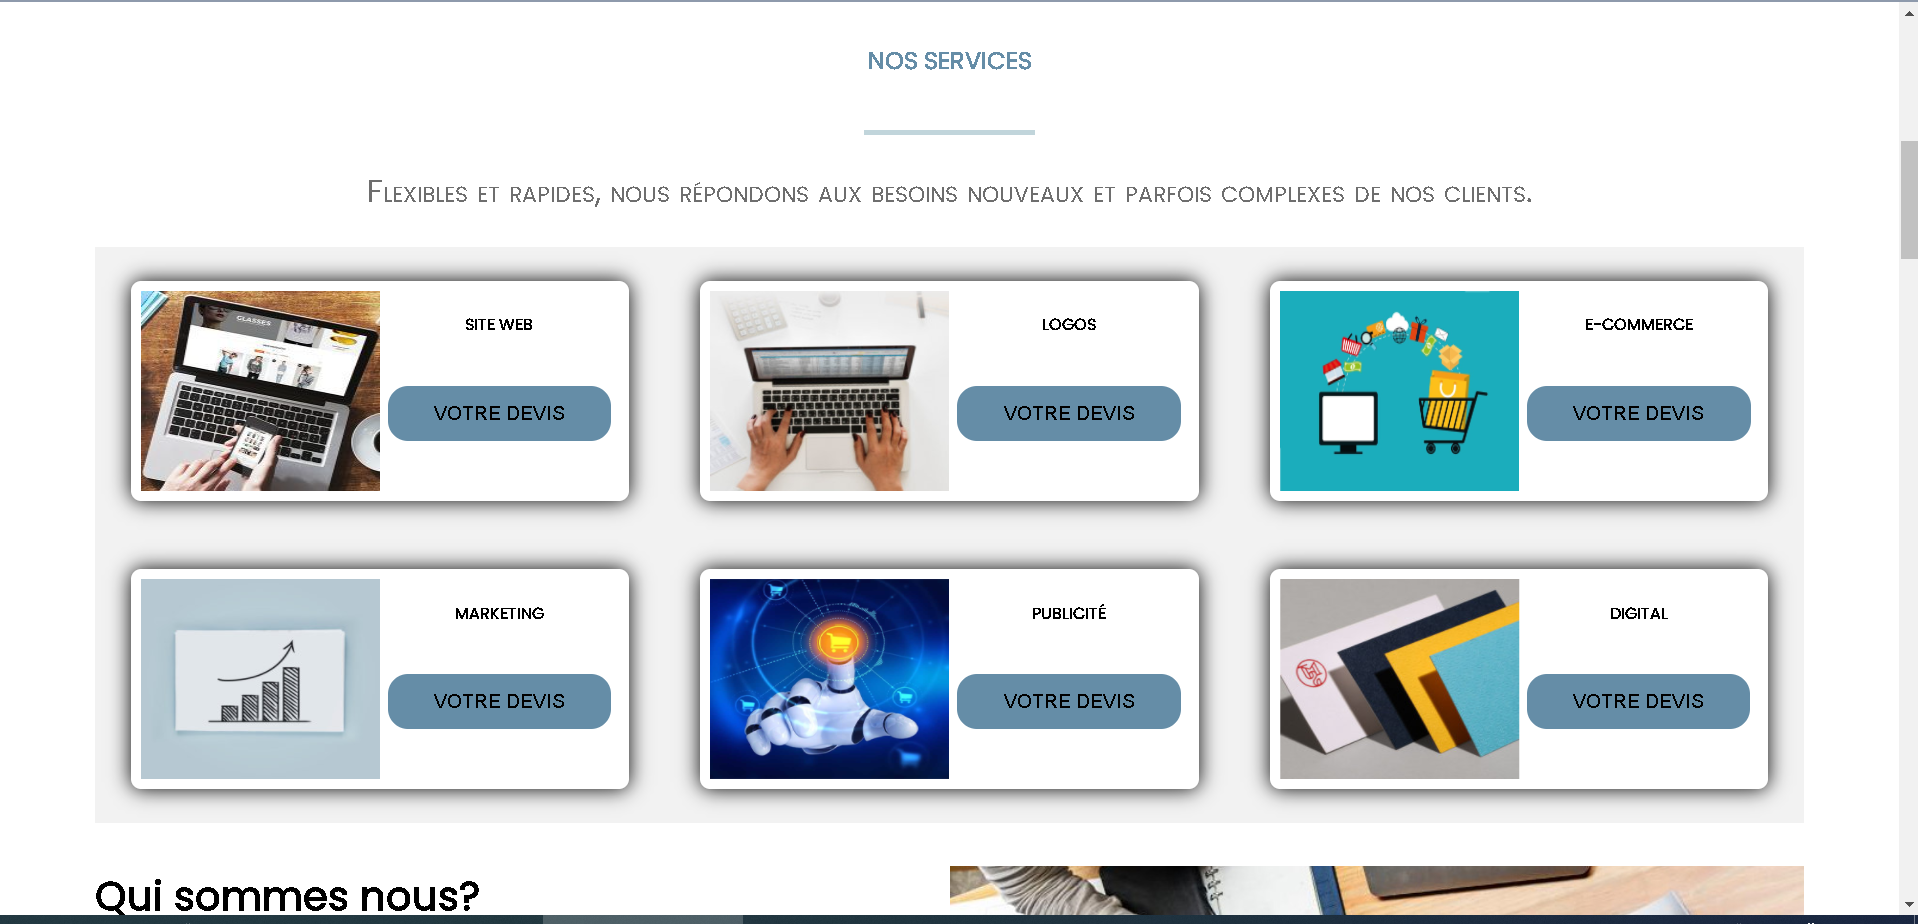 NOS SERVICES
Flexibles et rapides, nous répondons aux besoins nouveaux et parfois complexes de nos clients.
GLASSES
SITE WEB
VOTRE DEVIS
LOGOS
VOTRE DEVIS
E-COMMERCE
VOTRE DEVIS
MARKETING
VOTRE DEVIS
PUBLICITÉ
VOTRE DEVIS
DIGITAL
VOTRE DEVIS
Qui sommes nous?